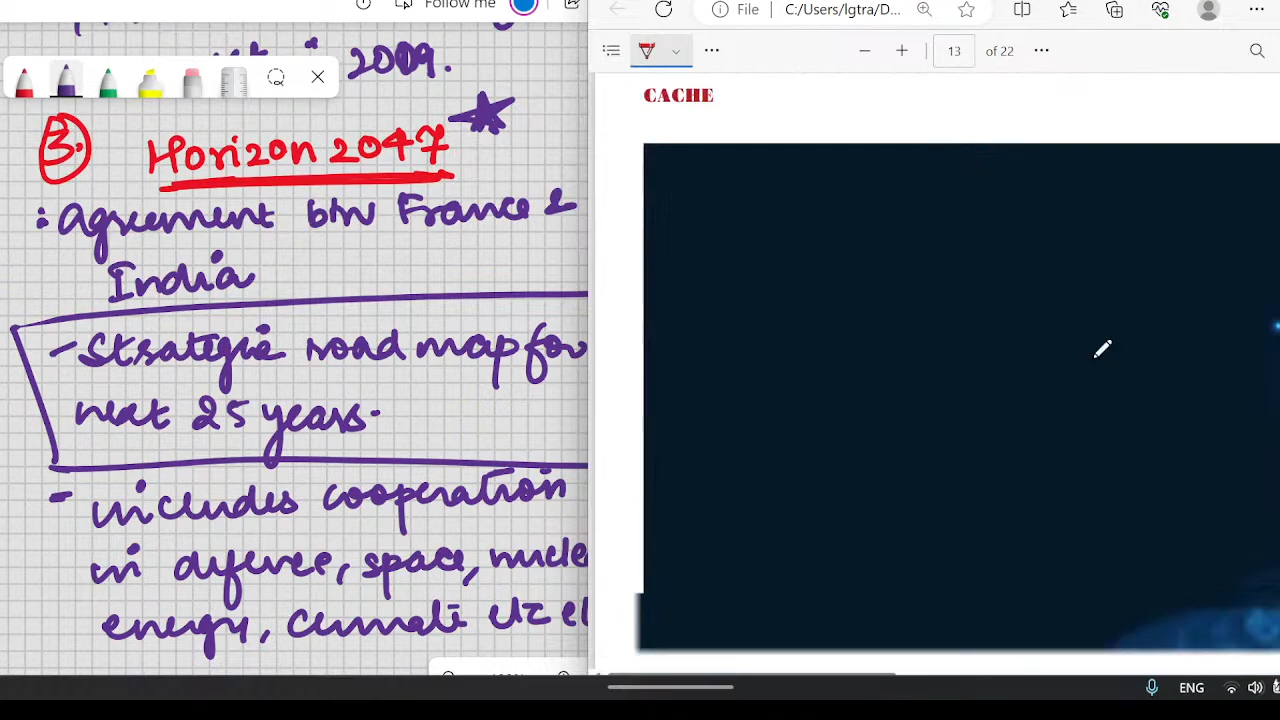 Follow me
2009.
3. Horizon 2047
: Agreement btw France &
India
- Strategic road map for
next 25 years.
- includes cooperation
in defence, space, nucle
energy, Climate etc et
File C:/Users/lgtra/D...
13 of 22
CACHE
ENG